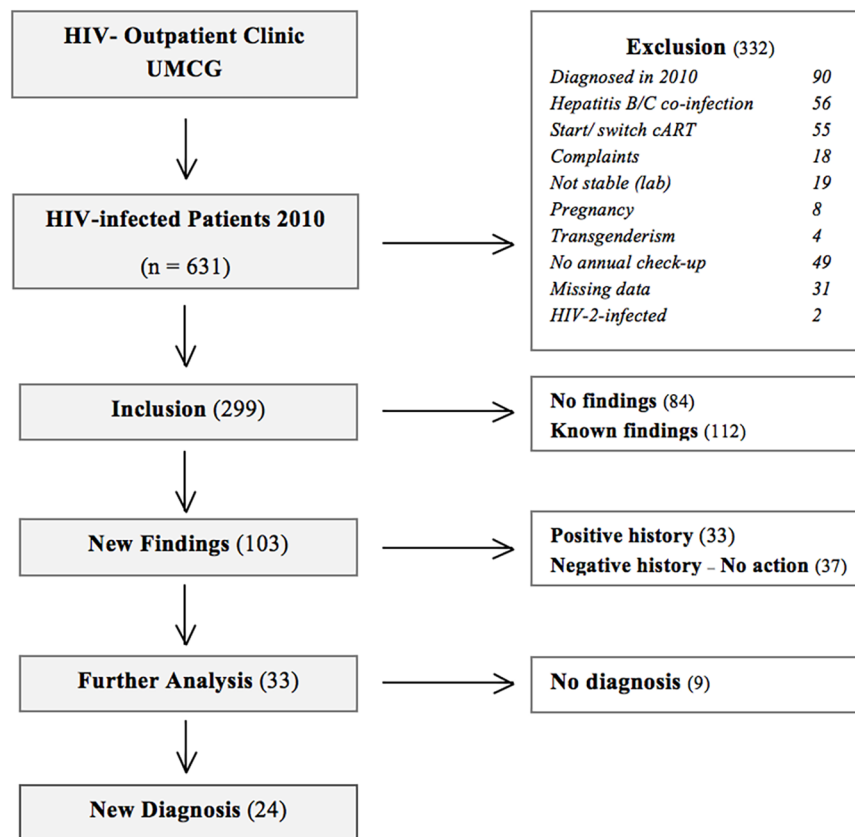 HIV- Outpatient Clinic
UMCG
HIV-infected Patients 2010
(n = 631)
Exclusion (332)
Diagnosed in 2010 90
Hepatitis B/C co-infection 56
Start/ switch cART 55
Complaints 18
Not stable (lab) 19
Pregnancy 8
Transgenderism 4
No annual check-up 49
Missing data 31
HIV-2-infected 2
Inclusion (299)
No findings (84)
Known findings (112)
New Findings (103)
Positive history (33)
Negative history – No action (37)
Further Analysis (33)
No diagnosis (9)
New Diagnosis (24)